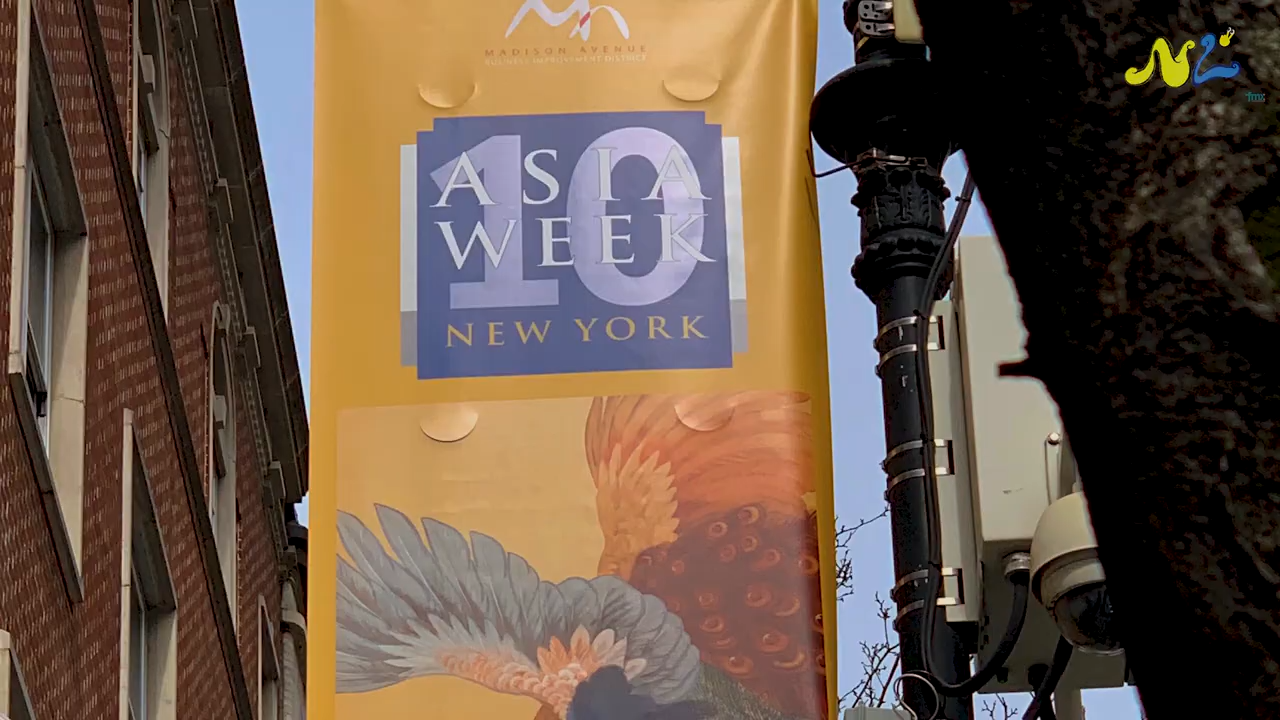 MADISON AVENUE
BUSINESS IMPROVEMENT DISTRICT
10
ASIA
WEEK
NEW YORK